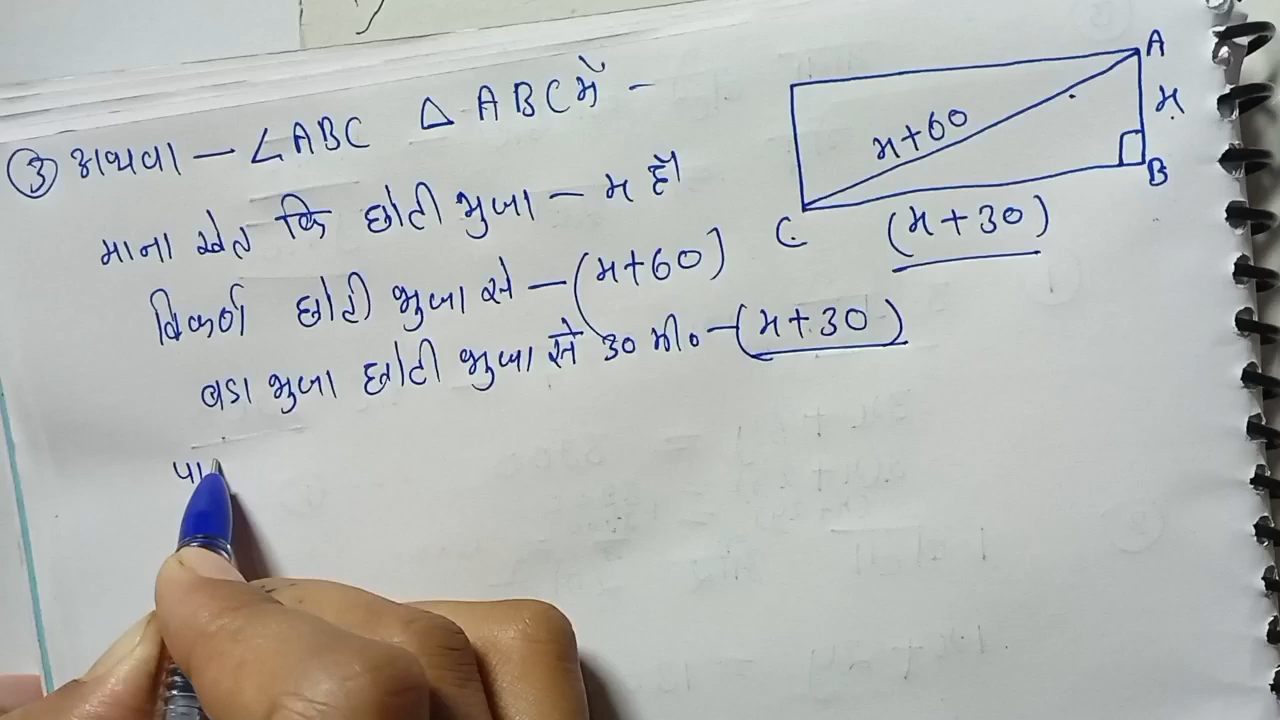 ③ अथवा — ∠ABC △ ABC में -
माना खेत कि छोटी भुजा - x है
विकर्ण छोटी भुजा से — (x+60)
बडा भुजा छोटी भुजा से 30 मी० - (x+30)
पा
A
x
x+60
B
C
(x+30)